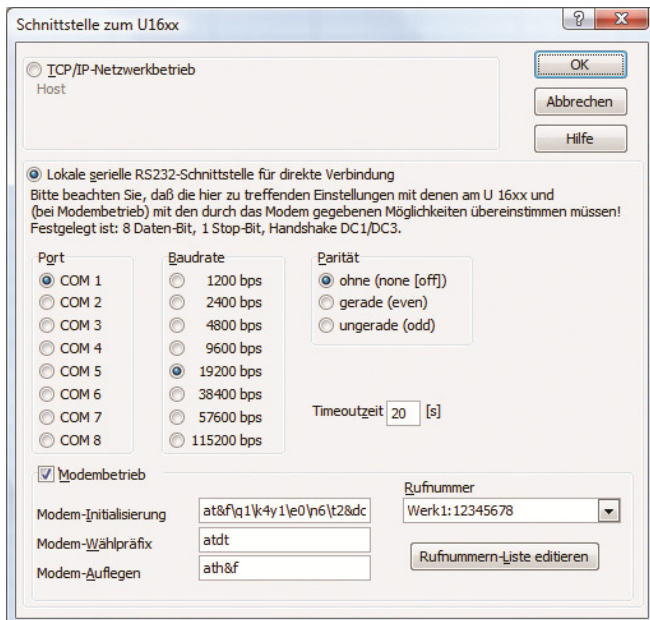 Schnittstelle zum U16xx
TCP/IP-Netzwerkbetrieb
Host
OK
Abbrechen
Hilfe
Lokale serielle RS232-Schnittstelle für direkte Verbindung
Bitte beachten Sie, daß die hier zu treffenden Einstellungen mit denen am U 16xx und
(bei Modembetrieb) mit den durch das Modem gegebenen Möglichkeiten übereinstimmen müssen!
Festgelegt ist: 8 Daten-Bit, 1 Stop-Bit, Handshake DC1/DC3.
Port
COM 1
COM 2
COM 3
COM 4
COM 5
COM 6
COM 7
COM 8
Baudrate
1200 bps
2400 bps
4800 bps
9600 bps
19200 bps
38400 bps
57600 bps
115200 bps
Parität
ohne (none [off])
gerade (even)
ungerade (odd)
Timeoutzeit 20 [s]
Modembetrieb
Modem-Initialisierung at&f\q1\k4y1\e0\n6\t2&dc
Modem-Wählpräfix atdt
Modem-Auflegen ath&f
Rufnummer
Werk1:12345678
Rufnummern-Liste editieren